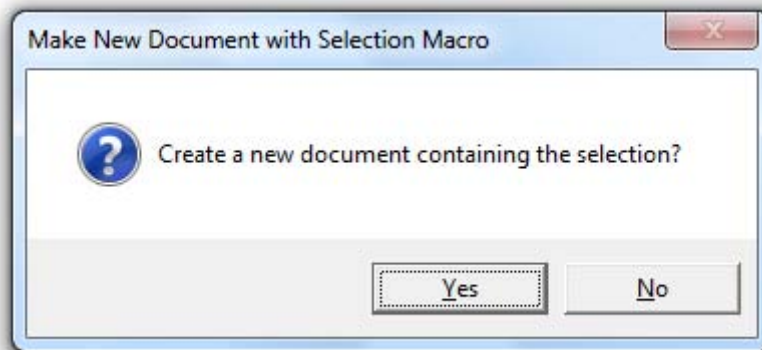 Make New Document with Selection Macro
Create a new document containing the selection?
Yes No